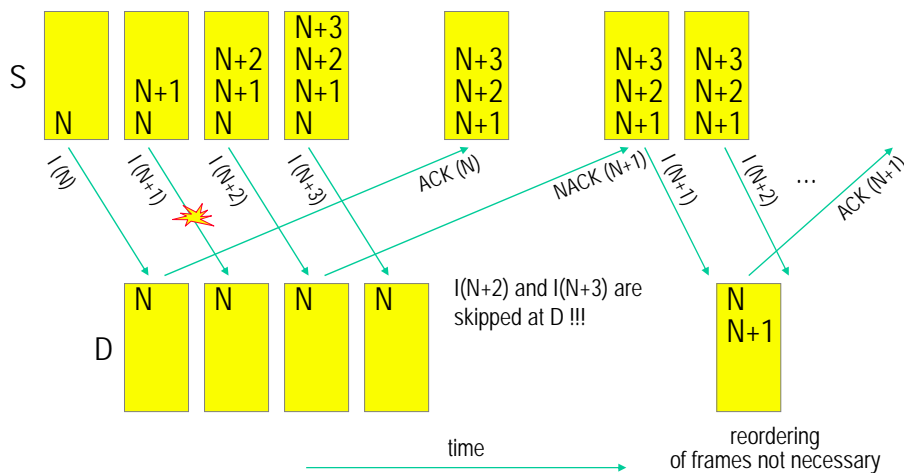 S
N
N+1
N
N+2
N+1
N
N+3
N+2
N+1
N
N+3
N+2
N+1
N+3
N+2
N+1
N+3
N+2
N+1
I (N)
I (N+1)
I (N+2)
I (N+3)
ACK (N)
NACK (N+1)
I (N+1)
I (N+2)
...
ACK (N+1)
D
N
N
N
N
I(N+2) and I(N+3) are
skipped at D !!!
N
N+1
time
reordering
of frames not necessary